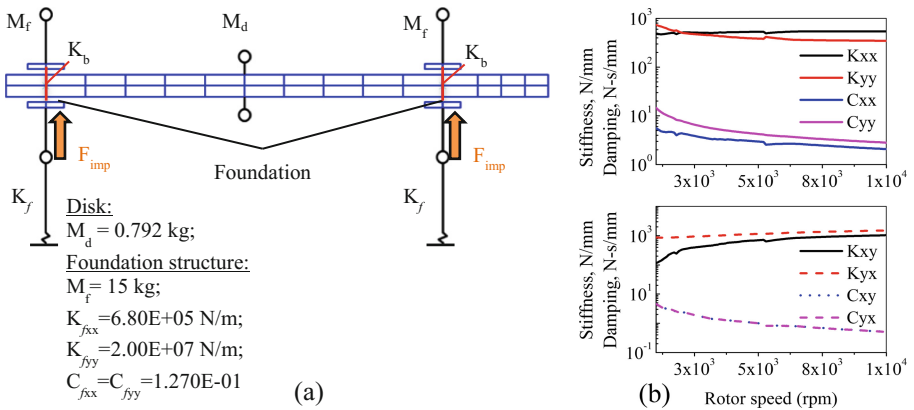 M_f
M_d
M_f
K_b
K_b
F_imp
F_imp
Foundation
K_f
K_f
Disk:
M_d = 0.792 kg;
Foundation structure:
M_f = 15 kg;
K_fxx=6.80E+05 N/m;
K_fyy=2.00E+07 N/m;
C_fxx=C_fyy=1.270E-01
(a)
Stiffness, N/mm
Damping, N-s/mm
10^3
10^2
10^1
10^0
Kxx
Kyy
Cxx
Cyy
3x10^3
5x10^3
1x10^4
Stiffness, N/mm
Damping, N-s/mm
10^3
10^1
10^-1
Kxy
Kyx
Cxy
Cyx
3x10^3
5x10^3
1x10^4
Rotor speed (rpm)
(b)